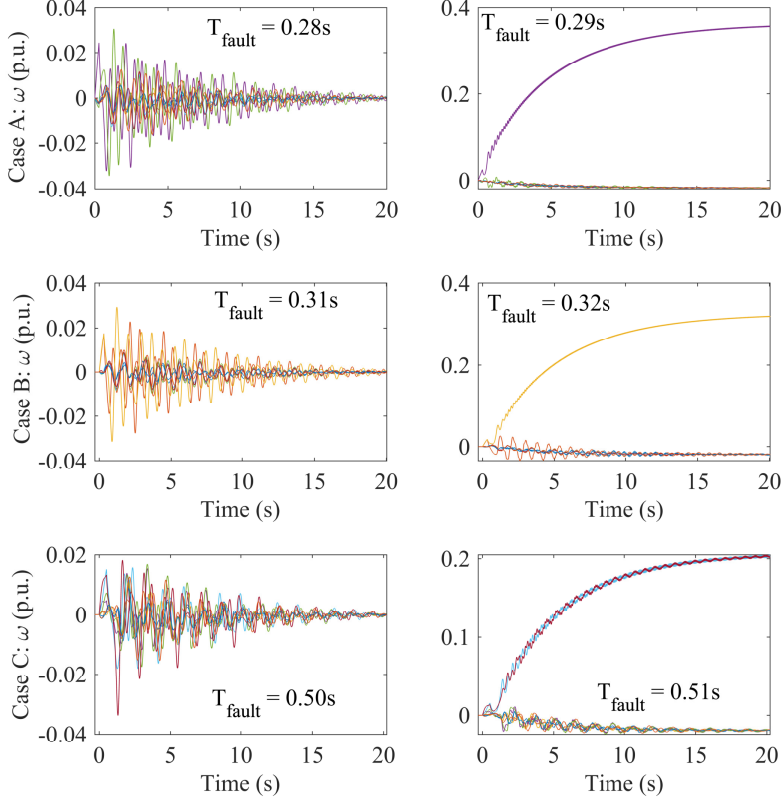 Case A: ω (p.u.)
0.04
0.02
0
-0.02
-0.04
T_fault = 0.28s
0 5 10 15 20
Time (s)
0.4
0.2
0
T_fault = 0.29s
0 5 10 15 20
Time (s)
Case B: ω (p.u.)
0.04
0.02
0
-0.02
-0.04
T_fault = 0.31s
0 5 10 15 20
Time (s)
0.4
0.2
0
T_fault = 0.32s
0 5 10 15 20
Time (s)
Case C: ω (p.u.)
0.02
0
-0.02
-0.04
T_fault = 0.50s
0 5 10 15 20
Time (s)
0.2
0.1
0
T_fault = 0.51s
0 5 10 15 20
Time (s)